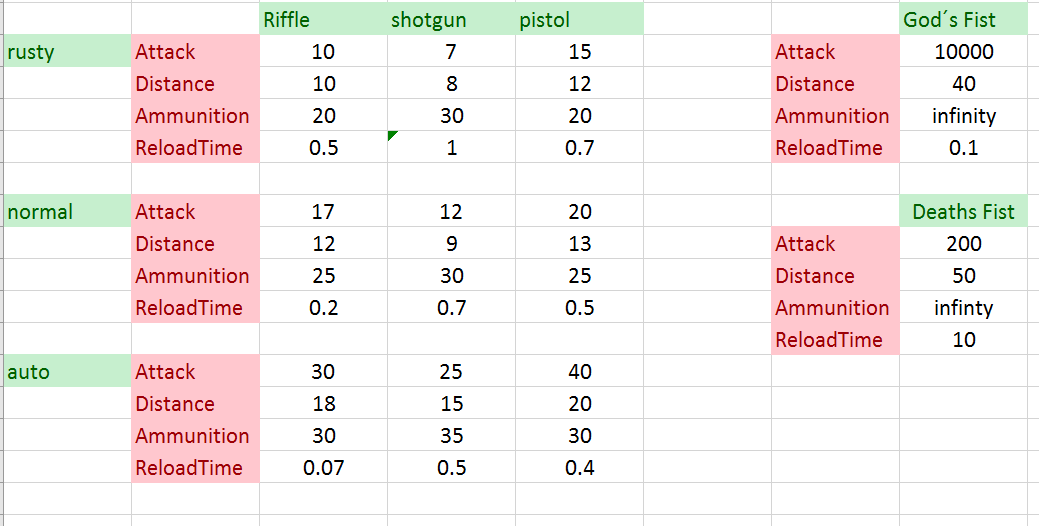 Riffle shotgun pistol God´s Fist
rusty Attack 10 7 15 Attack 10000
Distance 10 8 12 Distance 40
Ammunition 20 30 20 Ammunition infinity
ReloadTime 0.5 1 0.7 ReloadTime 0.1
normal Attack 17 12 20 Deaths Fist
Distance 12 9 13 Attack 200
Ammunition 25 30 25 Distance 50
ReloadTime 0.2 0.7 0.5 Ammunition infinty
ReloadTime 10
auto Attack 30 25 40
Distance 18 15 20
Ammunition 30 35 30
ReloadTime 0.07 0.5 0.4